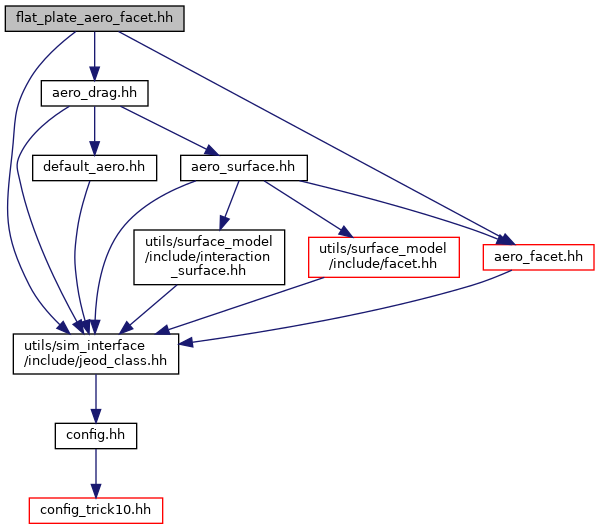 flat_plate_aero_facet.hh
aero_drag.hh
default_aero.hh
aero_surface.hh
utils/surface_model
/include/interaction
_surface.hh
utils/surface_model
/include/facet.hh
aero_facet.hh
utils/sim_interface
/include/jeod_class.hh
config.hh
config_trick10.hh